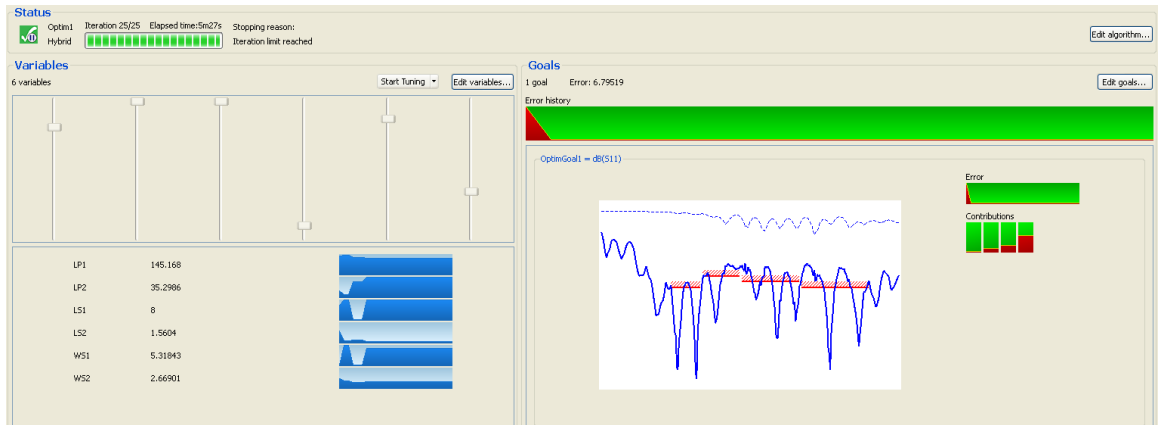 Status
Optim1 Iteration 25/25 Elapsed time:5m27s Stopping reason:
Hybrid Iteration limit reached
Edit algorithm...
Variables
6 variables Start Tuning Edit variables...
LP1 145.168
LP2 35.2986
LS1 8
LS2 1.5604
WS1 5.31843
WS2 2.66901
Goals
1 goal Error: 6.79519 Edit goals...
Error history
OptimGoal1 = dB(S11)
Error
Contributions